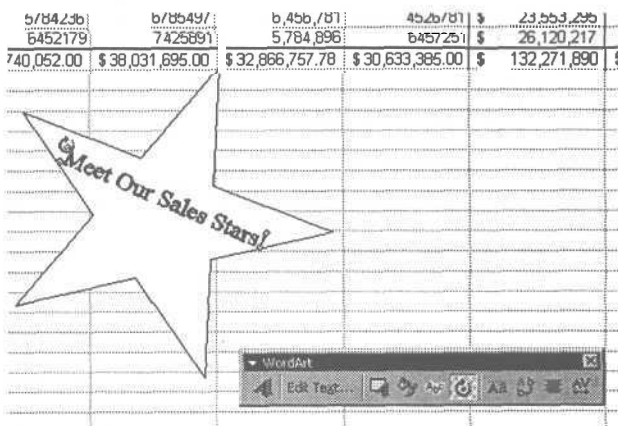 5784236 6785497 6,456,781 4526781 $ 23,553,295
6452179 7425891 5,784,896 6457251 $ 26,120,217
740,052.00 $ 38,031,695.00 $ 32,866,757.78 $ 30,633,385.00 $ 132,271,890 $
Meet Our Sales Stars!
WordArt
Edit Text...
Aa